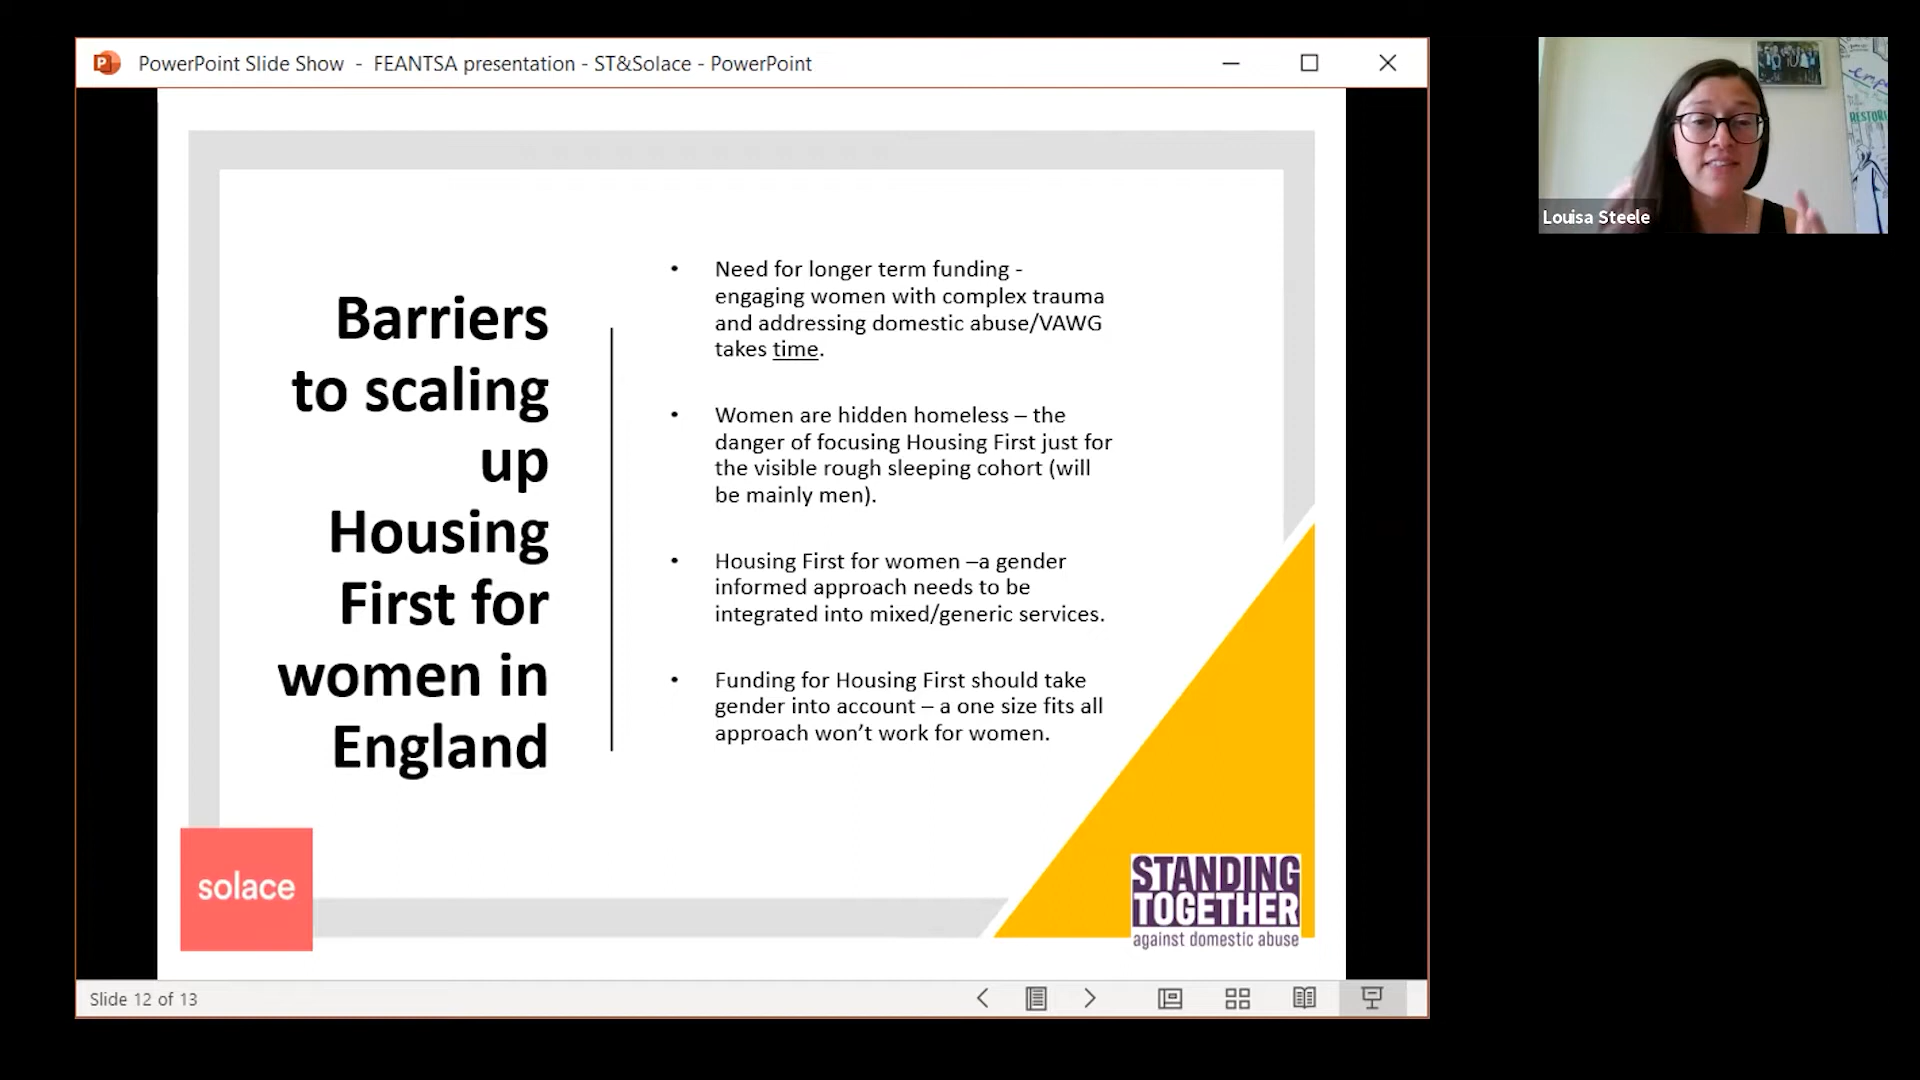 PowerPoint Slide Show - FEANTSA presentation - ST&Solace - PowerPoint
Barriers
to scaling
up
Housing
First for
women in
England
• Need for longer term funding -
engaging women with complex trauma
and addressing domestic abuse/VAWG
takes time.
• Women are hidden homeless – the
danger of focusing Housing First just for
the visible rough sleeping cohort (will
be mainly men).
• Housing First for women –a gender
informed approach needs to be
integrated into mixed/generic services.
• Funding for Housing First should take
gender into account – a one size fits all
approach won’t work for women.
solace
STANDING
TOGETHER
against domestic abuse
Slide 12 of 13
RESTOR
Louisa Steele